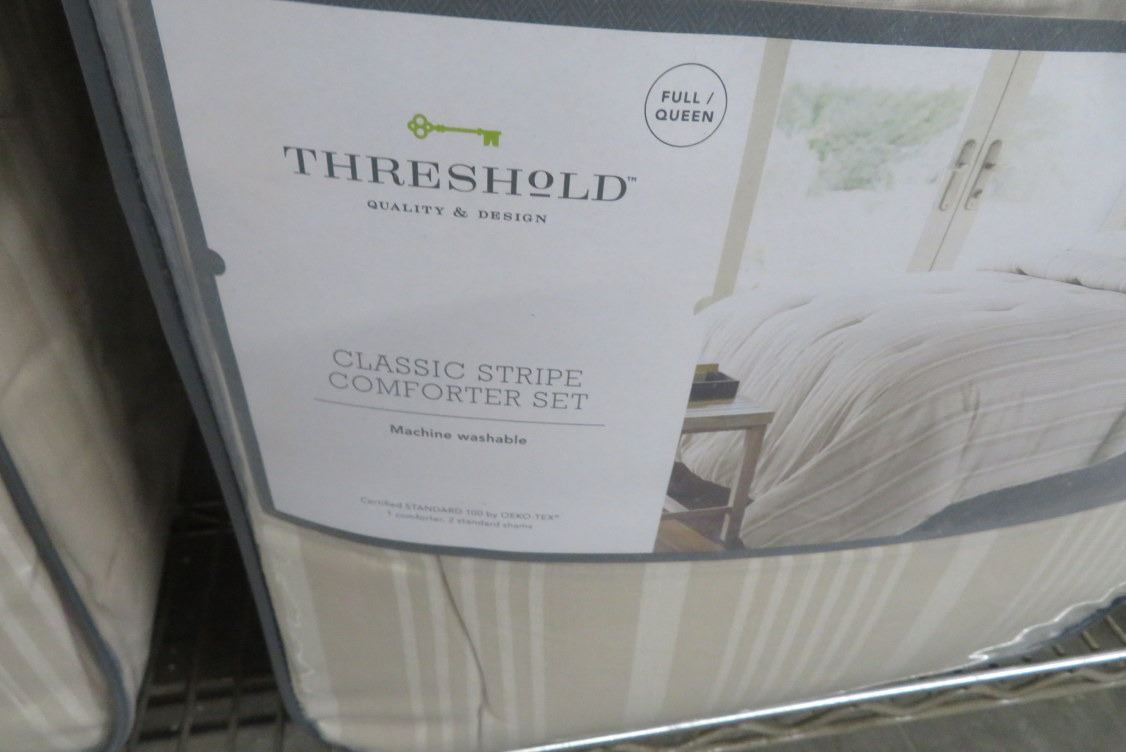 FULL /
QUEEN
THRESHOLD™
QUALITY & DESIGN
CLASSIC STRIPE
COMFORTER SET
Machine washable
Certified STANDARD 100 by OEKO-TEX®
1 comforter, 2 standard shams